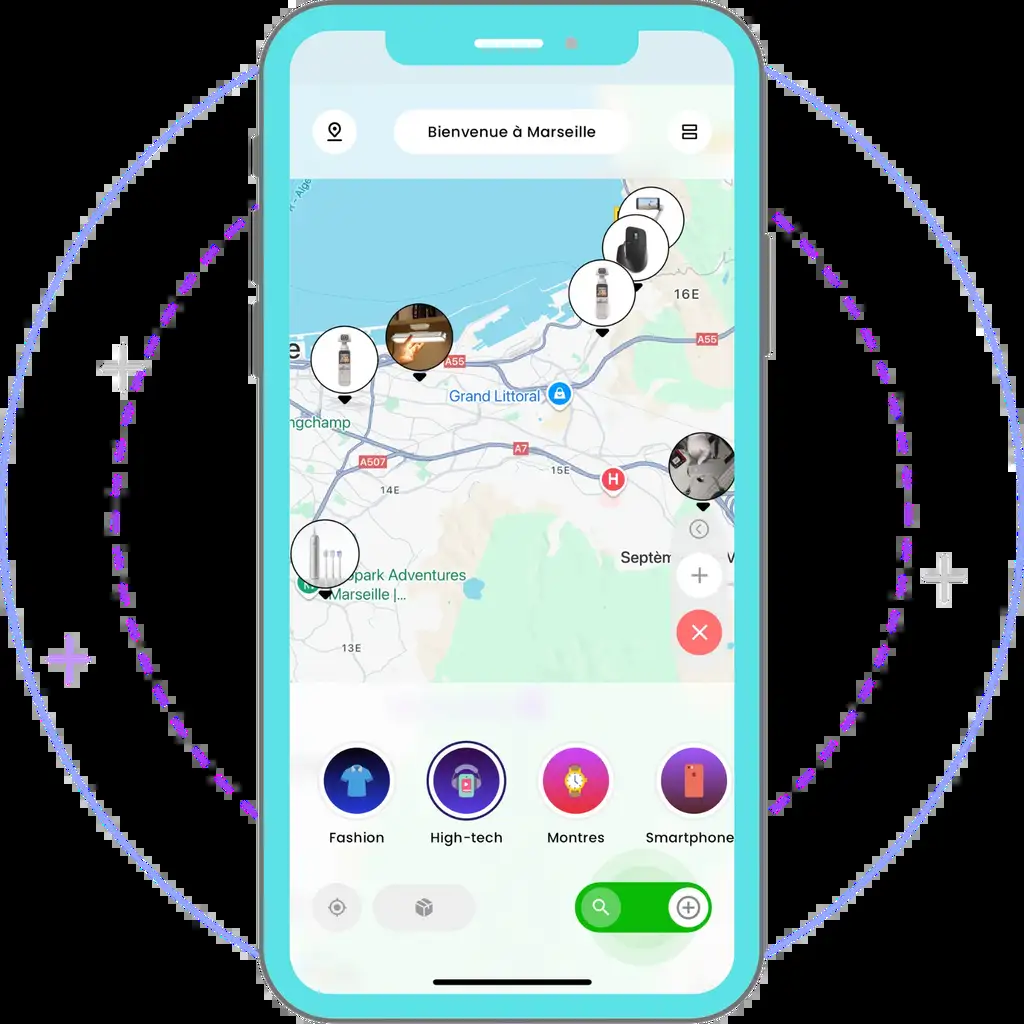 Bienvenue à Marseille
16E
A55
A55
Grand Littoral
ngchamp
A7
A507
15E
H
14E
Septèm
V
park Adventures
Marseille |...
13E
Fashion
High-tech
Montres
Smartphone